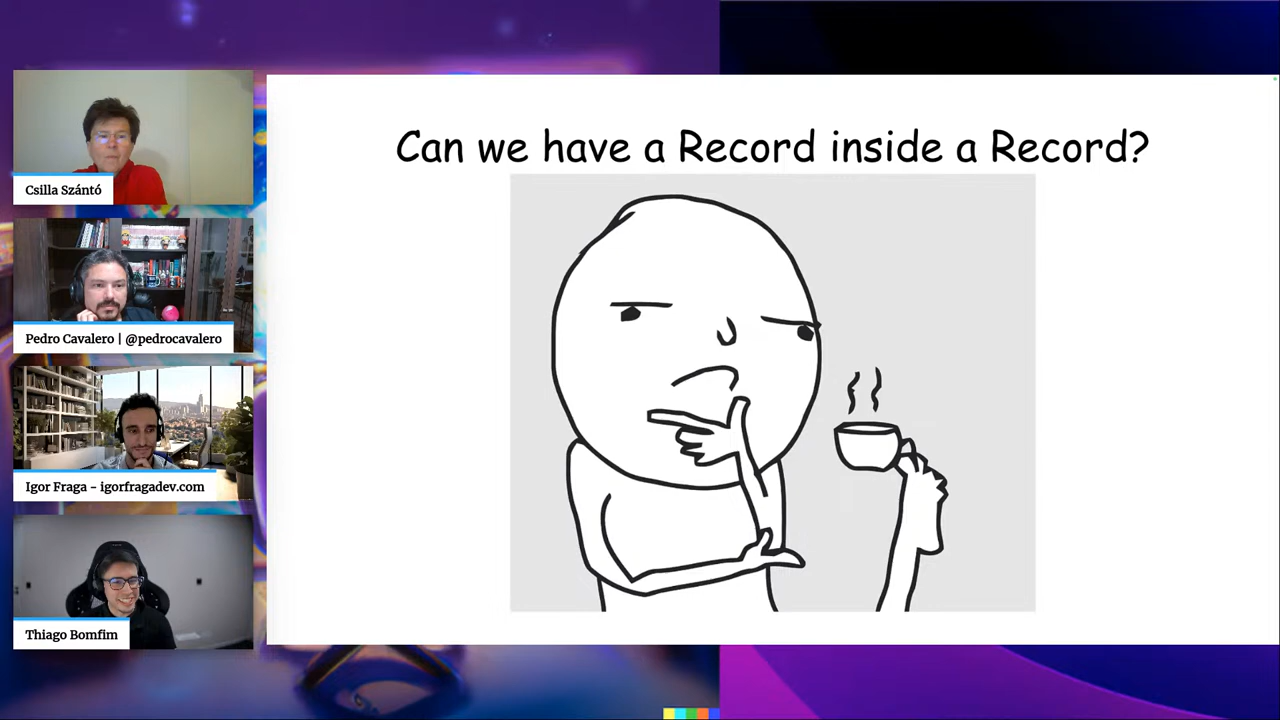 Can we have a Record inside a Record?
Csilla Szántó
Pedro Cavalero | @pedrocavalero
Igor Fraga - igorfragadev.com
Thiago Bomfim